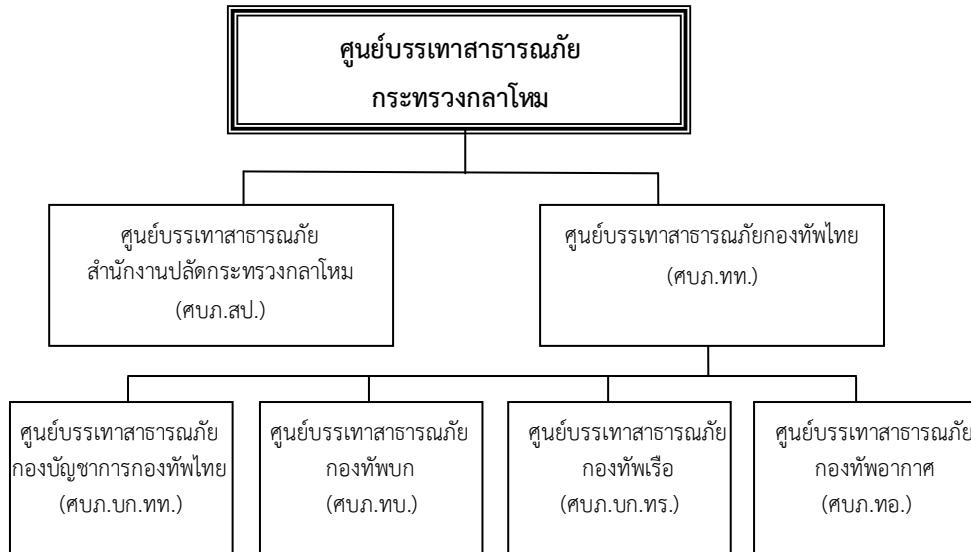 ศูนย์บรรเทาสาธารณภัย
กระทรวงกลาโหม
ศูนย์บรรเทาสาธารณภัย
สำนักงานปลัดกระทรวงกลาโหม
(ศบภ.สป.)
ศูนย์บรรเทาสาธารณภัยกองทัพไทย
(ศบภ.ทท.)
ศูนย์บรรเทาสาธารณภัย
กองบัญชาการกองทัพไทย
(ศบภ.บก.ทท.)
ศูนย์บรรเทาสาธารณภัย
กองทัพบก
(ศบภ.ทบ.)
ศูนย์บรรเทาสาธารณภัย
กองทัพเรือ
(ศบภ.บก.ทร.)
ศูนย์บรรเทาสาธารณภัย
กองทัพอากาศ
(ศบภ.ทอ.)